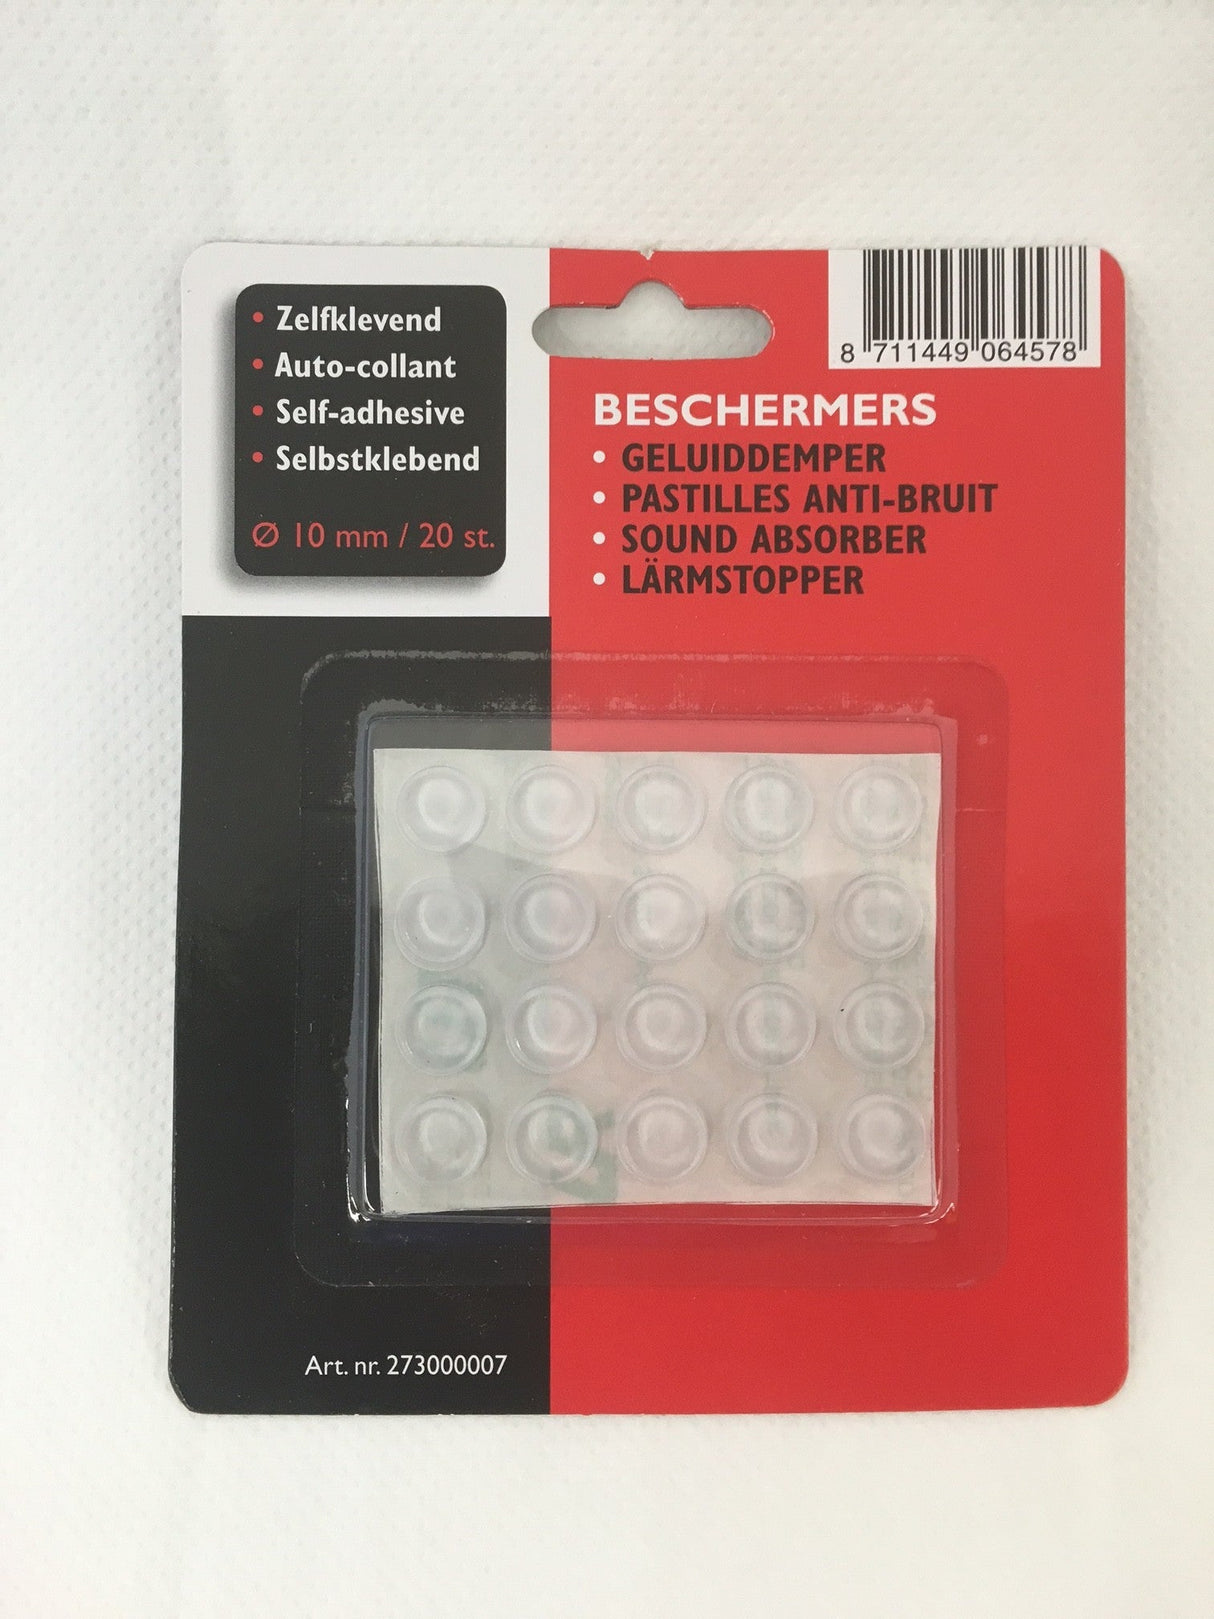 • Zelfklevend
• Auto-collant
• Self-adhesive
• Selbstklebend
Ø 10 mm / 20 st.
8 711449 064578
BESCHERMERS
• GELUIDDEMPER
• PASTILLES ANTI-BRUIT
• SOUND ABSORBER
• LÄRMSTOPPER
Art. nr. 273000007